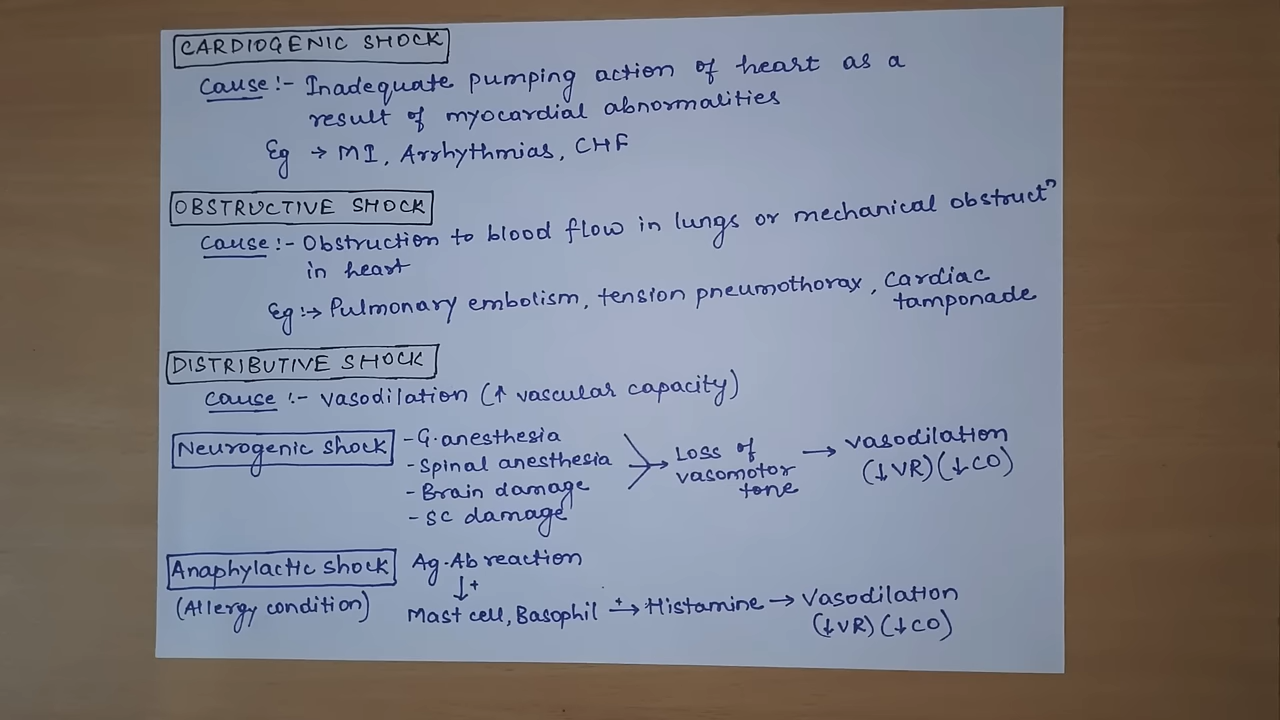 CARDIOGENIC SHOCK
Cause :- Inadequate pumping action of heart as a
result of myocardial abnormalities
Eg → MI, Arrhythmias, CHF
OBSTRUCTIVE SHOCK
Cause :- Obstruction to blood flow in lungs or mechanical obstructⁿ
in heart
Eg :→ Pulmonary embolism, tension pneumothorax, Cardiac
tamponade
DISTRIBUTIVE SHOCK
Cause :- Vasodilation (↑ vascular capacity)
Neurogenic shock
- G. anesthesia
- Spinal anesthesia
- Brain damage
- SC damage
→ Loss of
vasomotor
tone
→ vasodilation
(↓VR) (↓CO)
Anaphylactic shock
(Allergy condition)
Ag-Ab reaction
↓+
Mast cell, Basophil +→ Histamine → Vasodilation
(↓VR) (↓CO)